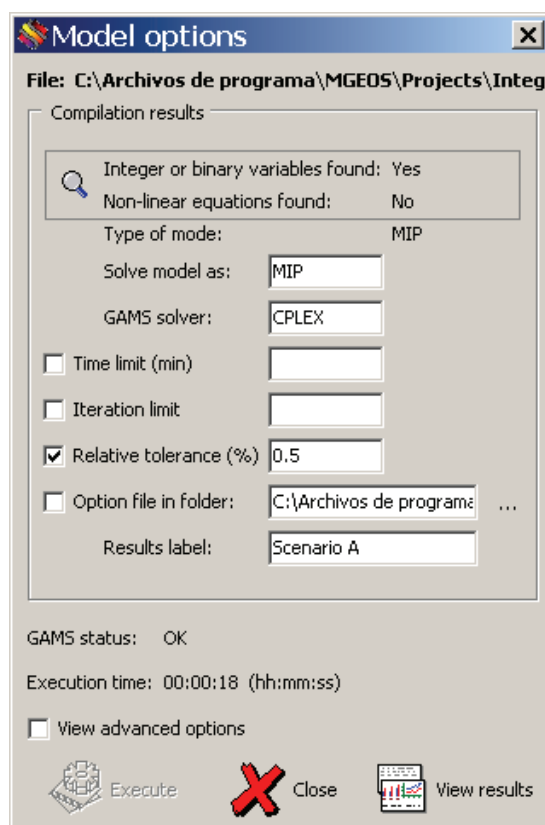 Model options
File: C:\Archivos de programa\MGEOS\Projects\Integ
Compilation results
Integer or binary variables found: Yes
Non-linear equations found: No
Type of mode: MIP
Solve model as: MIP
GAMS solver: CPLEX
Time limit (min)
Iteration limit
Relative tolerance (%) 0.5
Option file in folder: C:\Archivos de programa ...
Results label: Scenario A
GAMS status: OK
Execution time: 00:00:18 (hh:mm:ss)
View advanced options
Execute Close View results